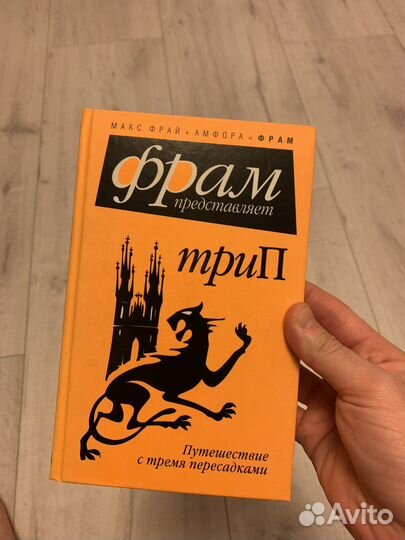 МАКС ФРАЙ + АМФОРА = ФРАМ
фрам
представляет
триП
Путешествие
с тремя пересадками
Avito